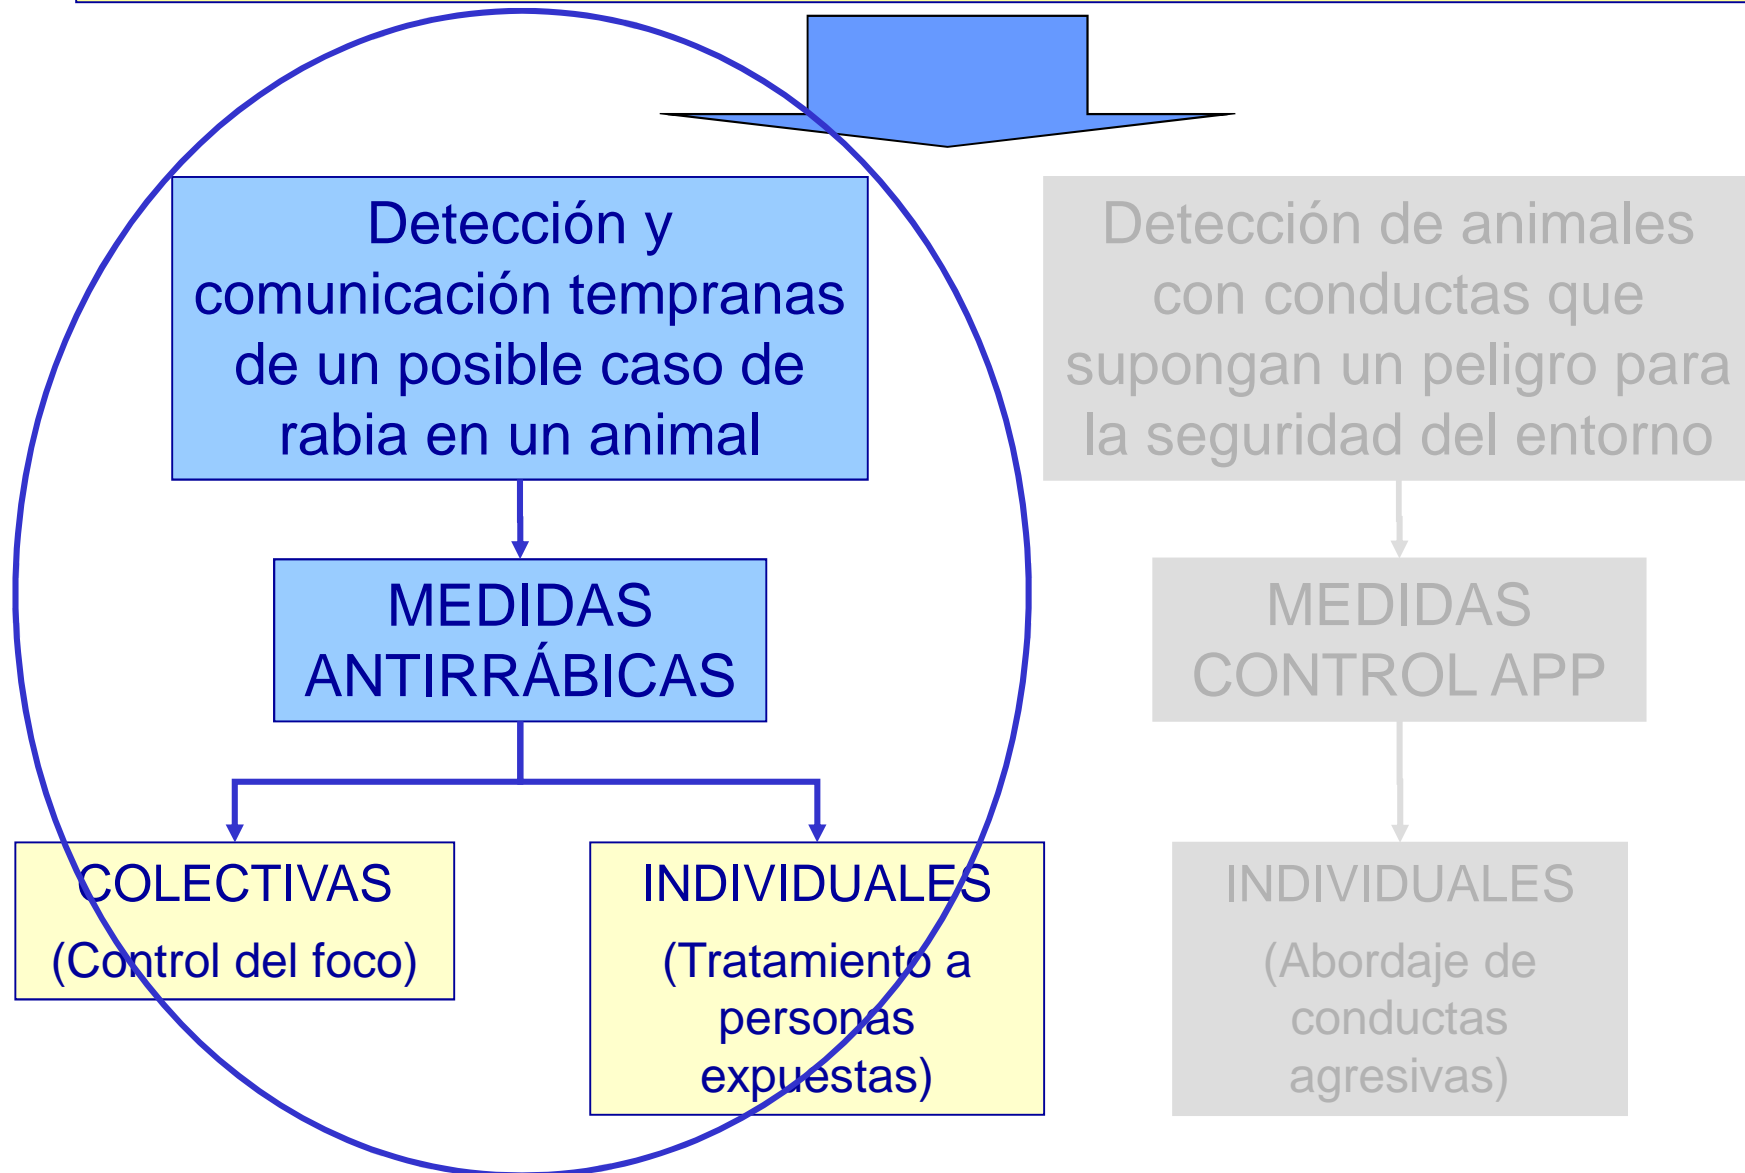 Detección y
comunicación tempranas
de un posible caso de
rabia en un animal
Detección de animales
con conductas que
supongan un peligro para
la seguridad del entorno
MEDIDAS
ANTIRRÁBICAS
MEDIDAS
CONTROL APP
COLECTIVAS
(Control del foco)
INDIVIDUALES
(Tratamiento a
personas
expuestas)
INDIVIDUALES
(Abordaje de
conductas
agresivas)